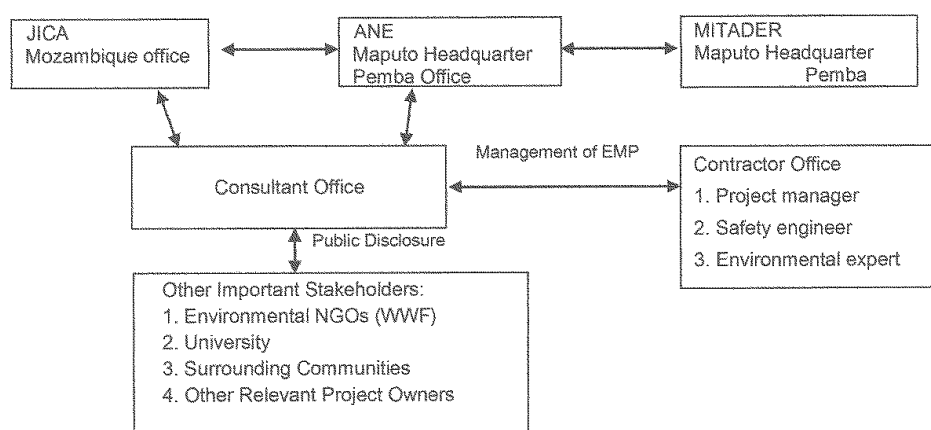 JICA
Mozambique office
ANE
Maputo Headquarter
Pemba Office
MITADER
Maputo Headquarter
Pemba
Consultant Office
Management of EMP
Contractor Office
1. Project manager
2. Safety engineer
3. Environmental expert
Public Disclosure
Other Important Stakeholders:
1. Environmental NGOs (WWF)
2. University
3. Surrounding Communities
4. Other Relevant Project Owners